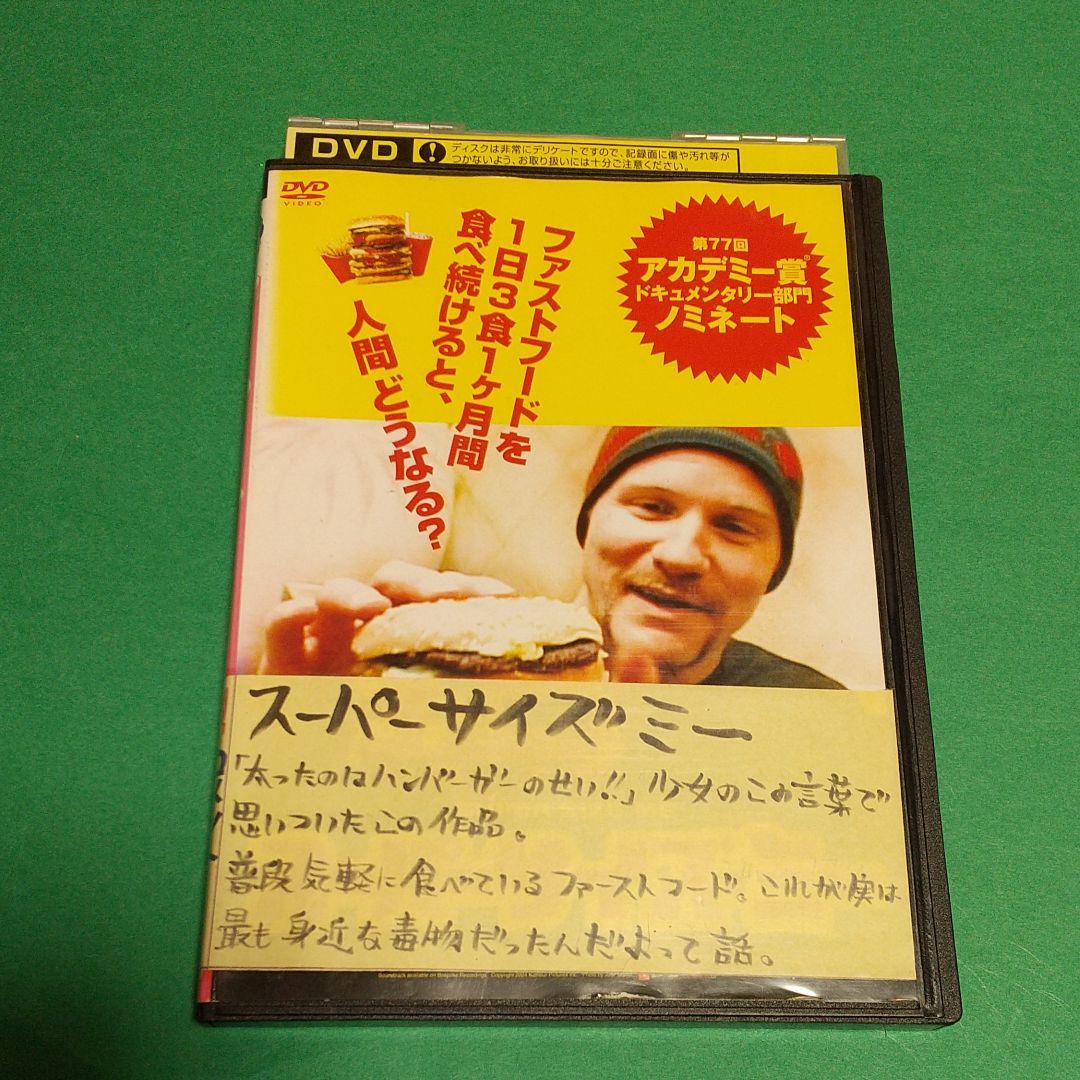 DVD
ディスクは非常にデリケートですので、記録面に傷や汚れ等が
つかないよう、お取り扱いには十分ご注意ください。
DVD
VIDEO
ファストフードを
1日3食1ヶ月間
食べ続けると、
人間どうなる?
第77回
アカデミー賞®
ドキュメンタリー部門
ノミネート
スーパーサイズミー
「太ったのはハンバーガーのせい!!」少女のこの言葉で
思いついたこの作品。
普段気軽に食べているファーストフード。これが実は
最も身近な毒物だったんだよって話。